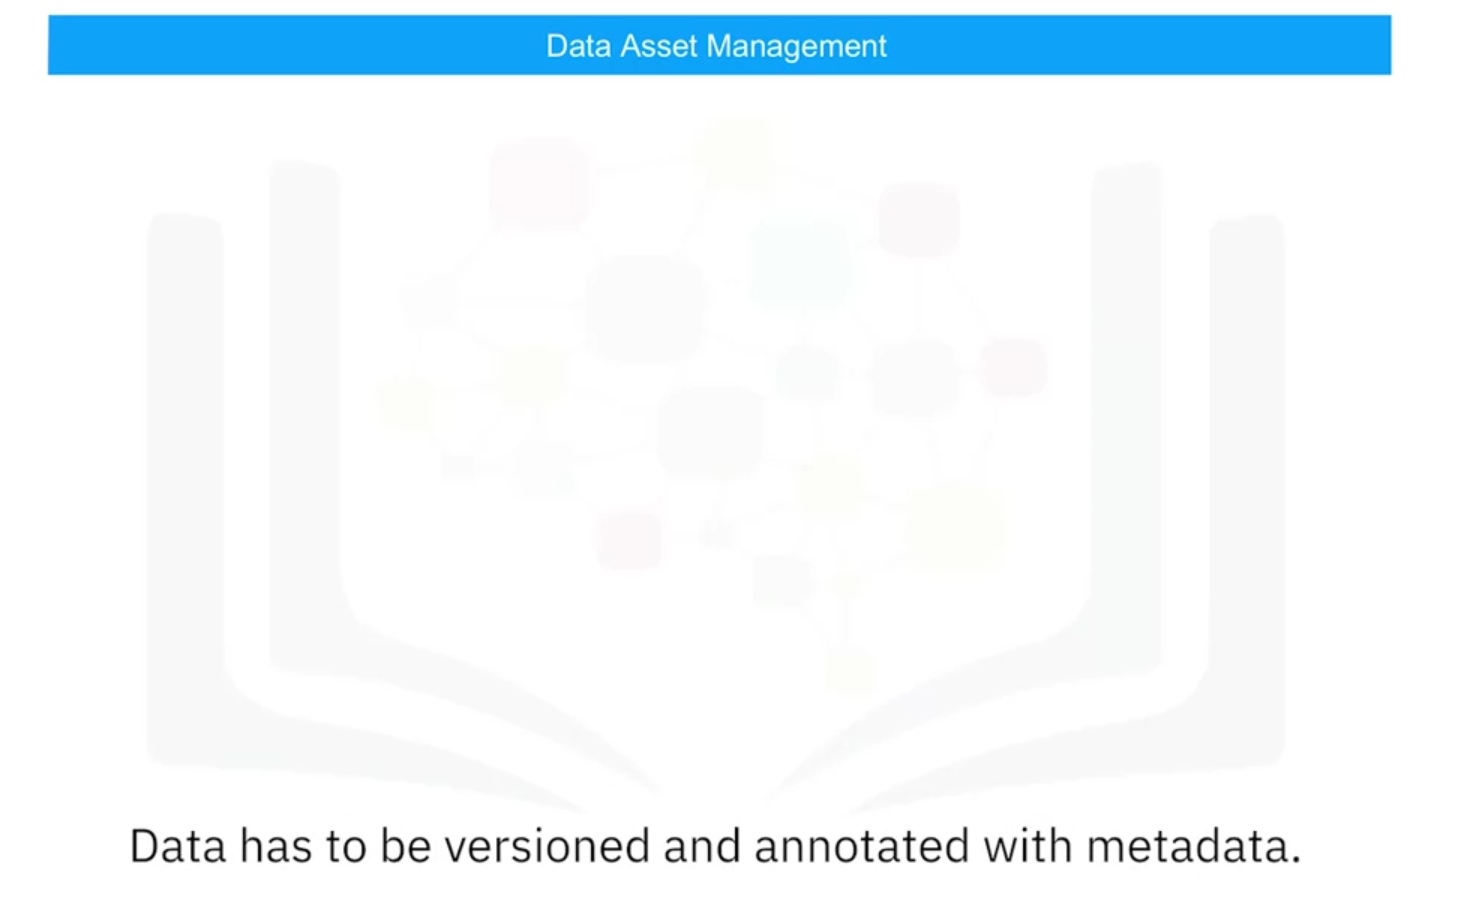 Data Asset Management
Data has to be versioned and annotated with metadata.